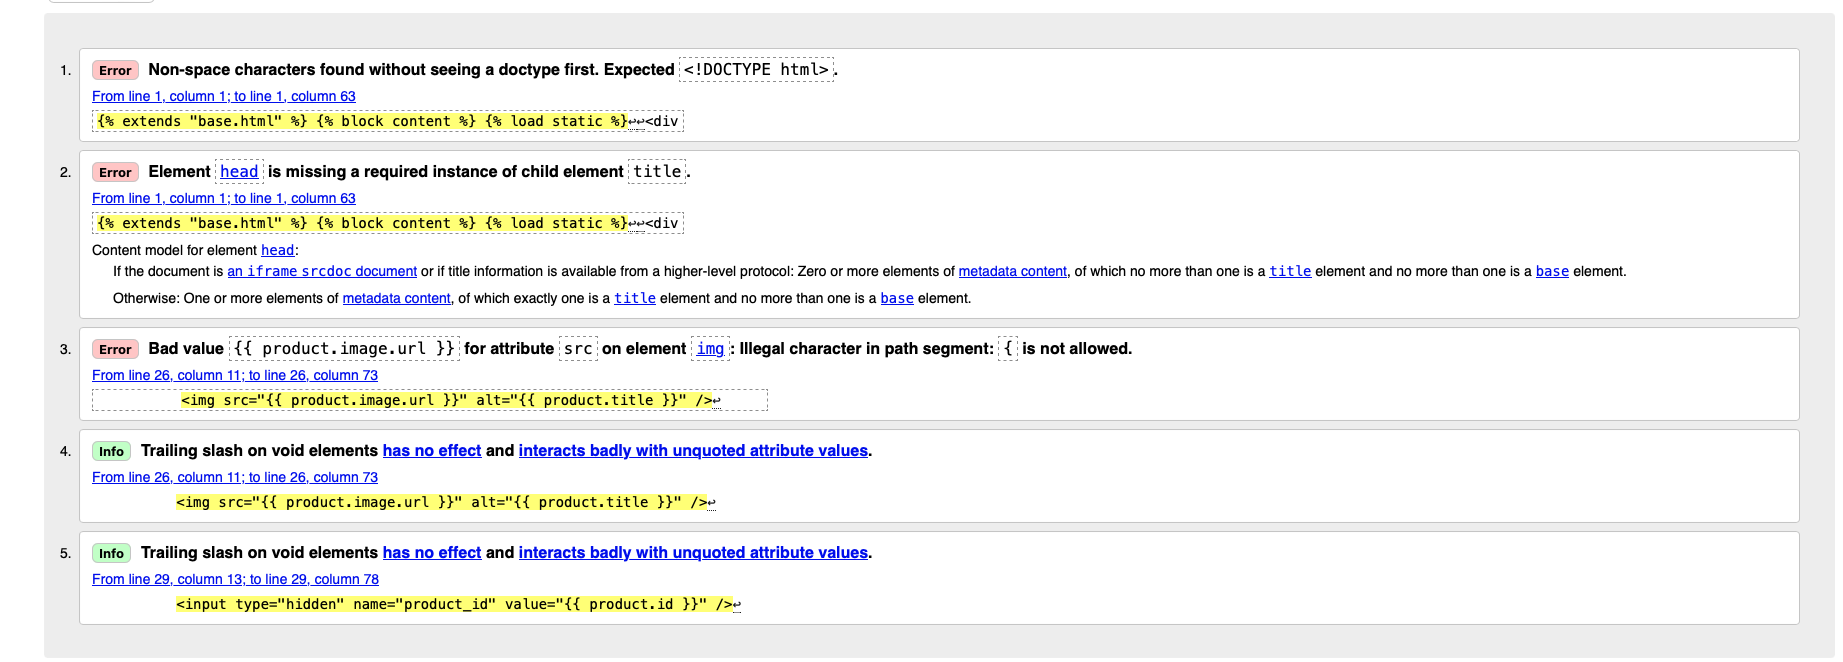 1. Error Non-space characters found without seeing a doctype first. Expected <!DOCTYPE html>.
From line 1, column 1; to line 1, column 63
{% extends "base.html" %} {% block content %} {% load static %}↩↩<div
2. Error Element head is missing a required instance of child element title.
From line 1, column 1; to line 1, column 63
{% extends "base.html" %} {% block content %} {% load static %}↩↩<div
Content model for element head:
If the document is an iframe srcdoc document or if title information is available from a higher-level protocol: Zero or more elements of metadata content, of which no more than one is a title element and no more than one is a base element.
Otherwise: One or more elements of metadata content, of which exactly one is a title element and no more than one is a base element.
3. Error Bad value {{ product.image.url }} for attribute src on element img: Illegal character in path segment: { is not allowed.
From line 26, column 11; to line 26, column 73
<img src="{{ product.image.url }}" alt="{{ product.title }}" />↩
4. Info Trailing slash on void elements has no effect and interacts badly with unquoted attribute values.
From line 26, column 11; to line 26, column 73
<img src="{{ product.image.url }}" alt="{{ product.title }}" />↩
5. Info Trailing slash on void elements has no effect and interacts badly with unquoted attribute values.
From line 29, column 13; to line 29, column 78
<input type="hidden" name="product_id" value="{{ product.id }}" />↩